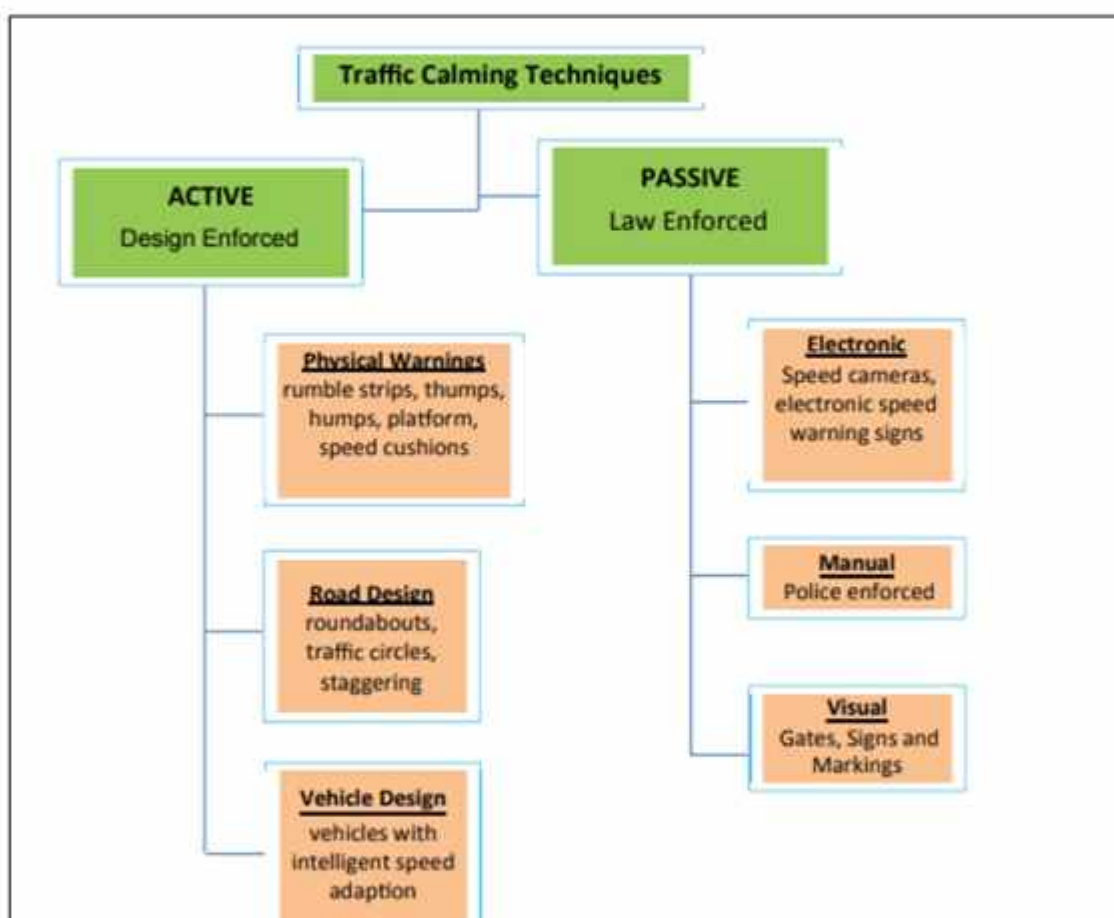 Traffic Calming Techniques
ACTIVE
Design Enforced
PASSIVE
Law Enforced
Physical Warnings
rumble strips, thumps,
humps, platform,
speed cushions
Road Design
roundabouts,
traffic circles,
staggering
Vehicle Design
vehicles with
intelligent speed
adaption
Electronic
Speed cameras,
electronic speed
warning signs
Manual
Police enforced
Visual
Gates, Signs and
Markings